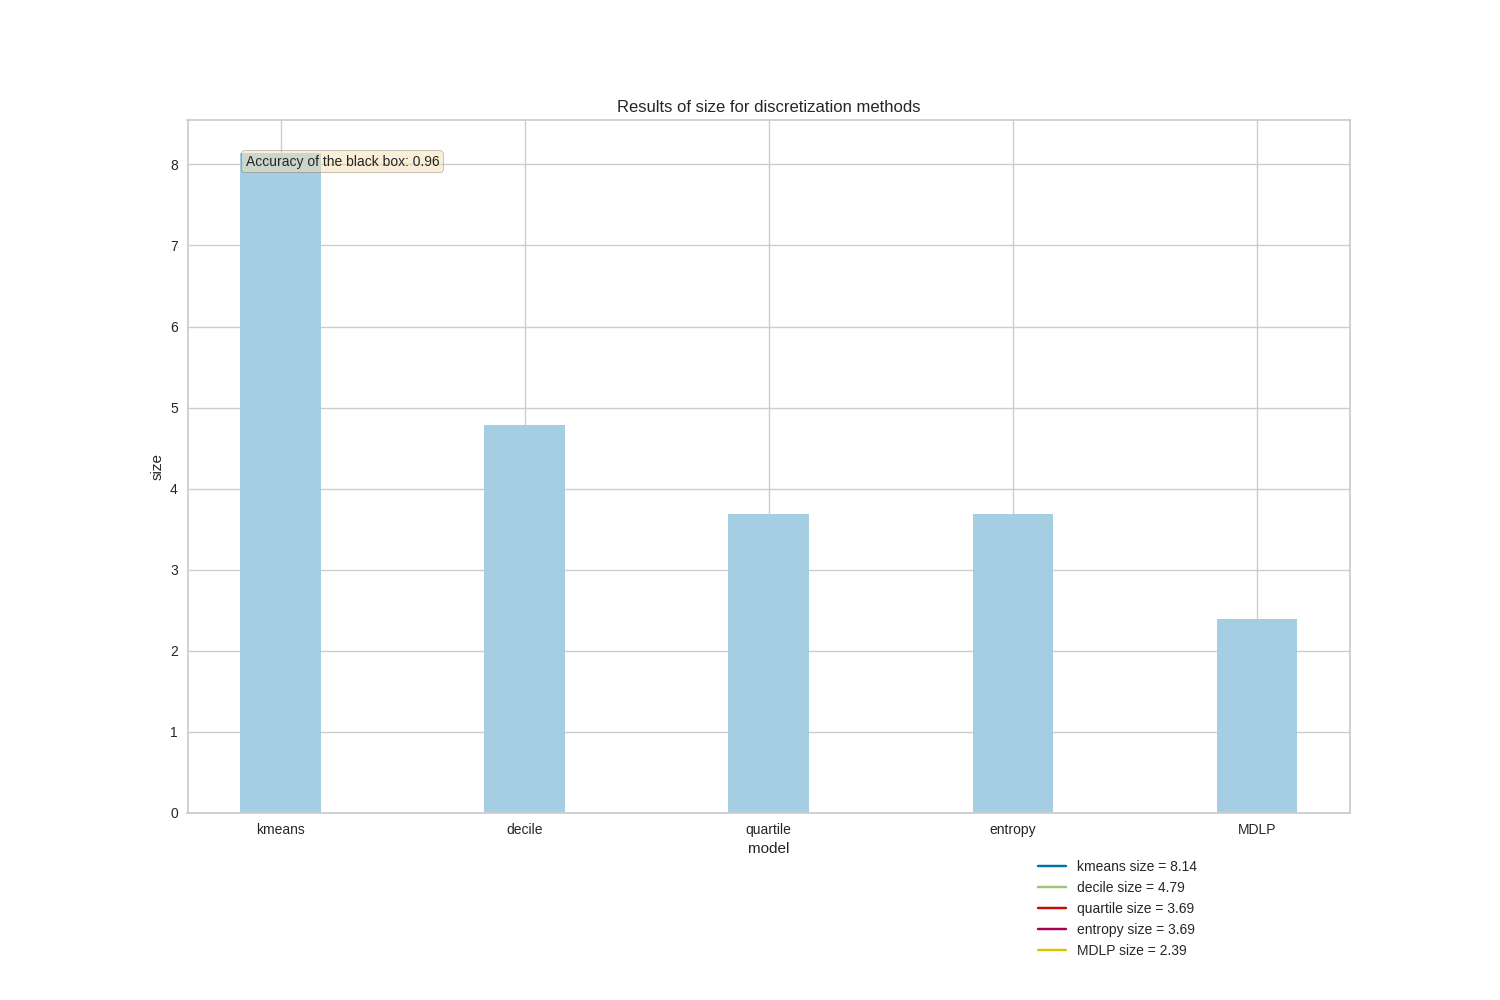 Results of size for discretization methods
Accuracy of the black box: 0.96
8
7
6
5
4
3
2
1
0
size
kmeans decile quartile entropy MDLP
model
kmeans size = 8.14
decile size = 4.79
quartile size = 3.69
entropy size = 3.69
MDLP size = 2.39